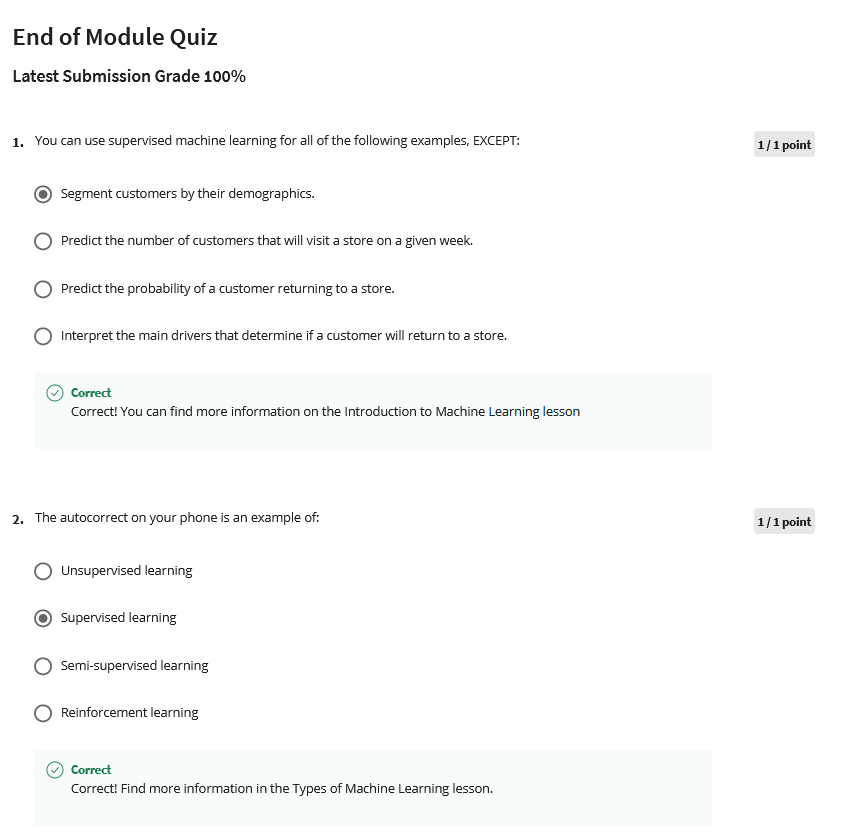 End of Module Quiz
Latest Submission Grade 100%
1. You can use supervised machine learning for all of the following examples, EXCEPT:
1 / 1 point
Segment customers by their demographics.
Predict the number of customers that will visit a store on a given week.
Predict the probability of a customer returning to a store.
Interpret the main drivers that determine if a customer will return to a store.
Correct
Correct! You can find more information on the Introduction to Machine Learning lesson
2. The autocorrect on your phone is an example of:
1 / 1 point
Unsupervised learning
Supervised learning
Semi-supervised learning
Reinforcement learning
Correct
Correct! Find more information in the Types of Machine Learning lesson.